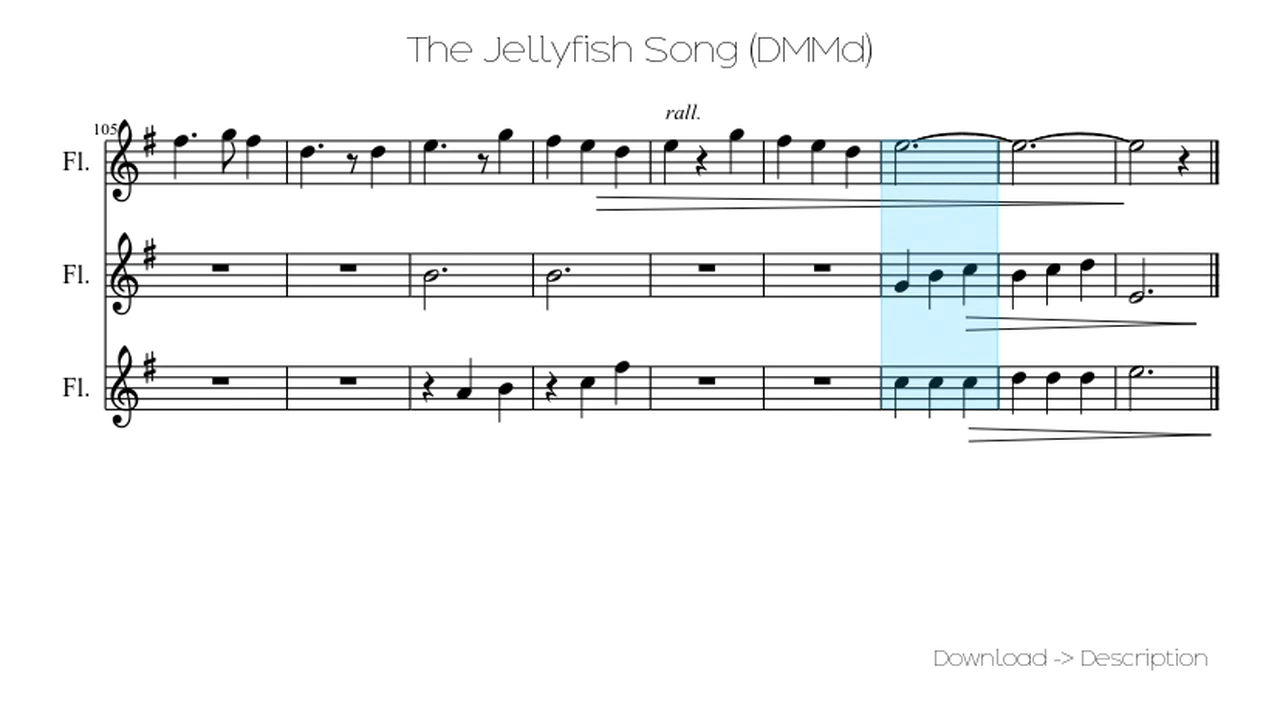 The Jellyfish Song (DMMd)
rall.
105
Fl.
Fl.
Fl.
Download -> Description